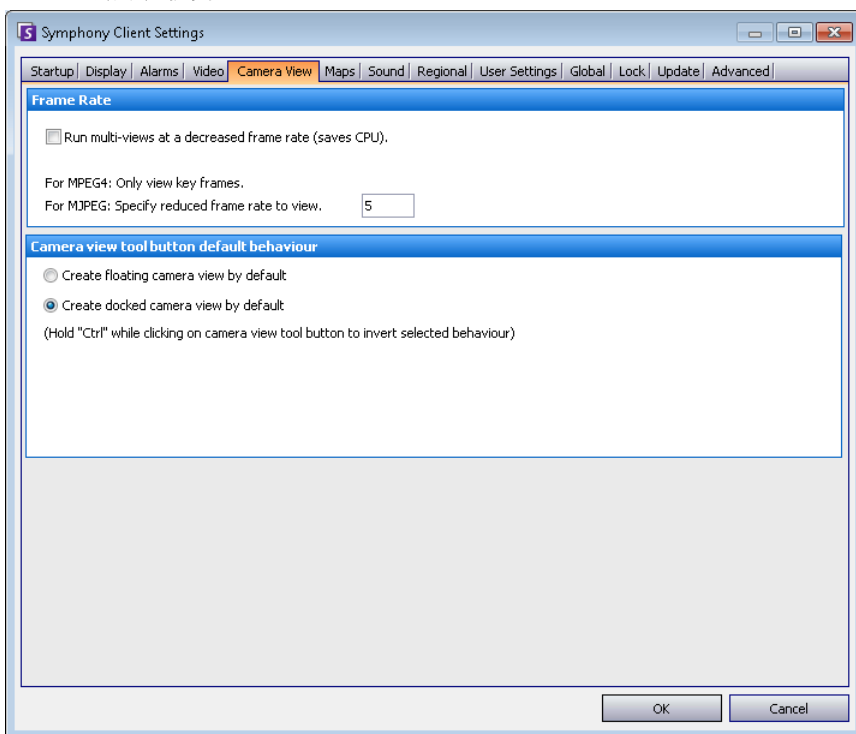 Symphony Client Settings
Startup Display Alarms Video Camera View Maps Sound Regional User Settings Global Lock Update Advanced
Frame Rate
Run multi-views at a decreased frame rate (saves CPU).
For MPEG4: Only view key frames.
For MJPEG: Specify reduced frame rate to view. 5
Camera view tool button default behaviour
Create floating camera view by default
Create docked camera view by default
(Hold "Ctrl" while clicking on camera view tool button to invert selected behaviour)
OK Cancel